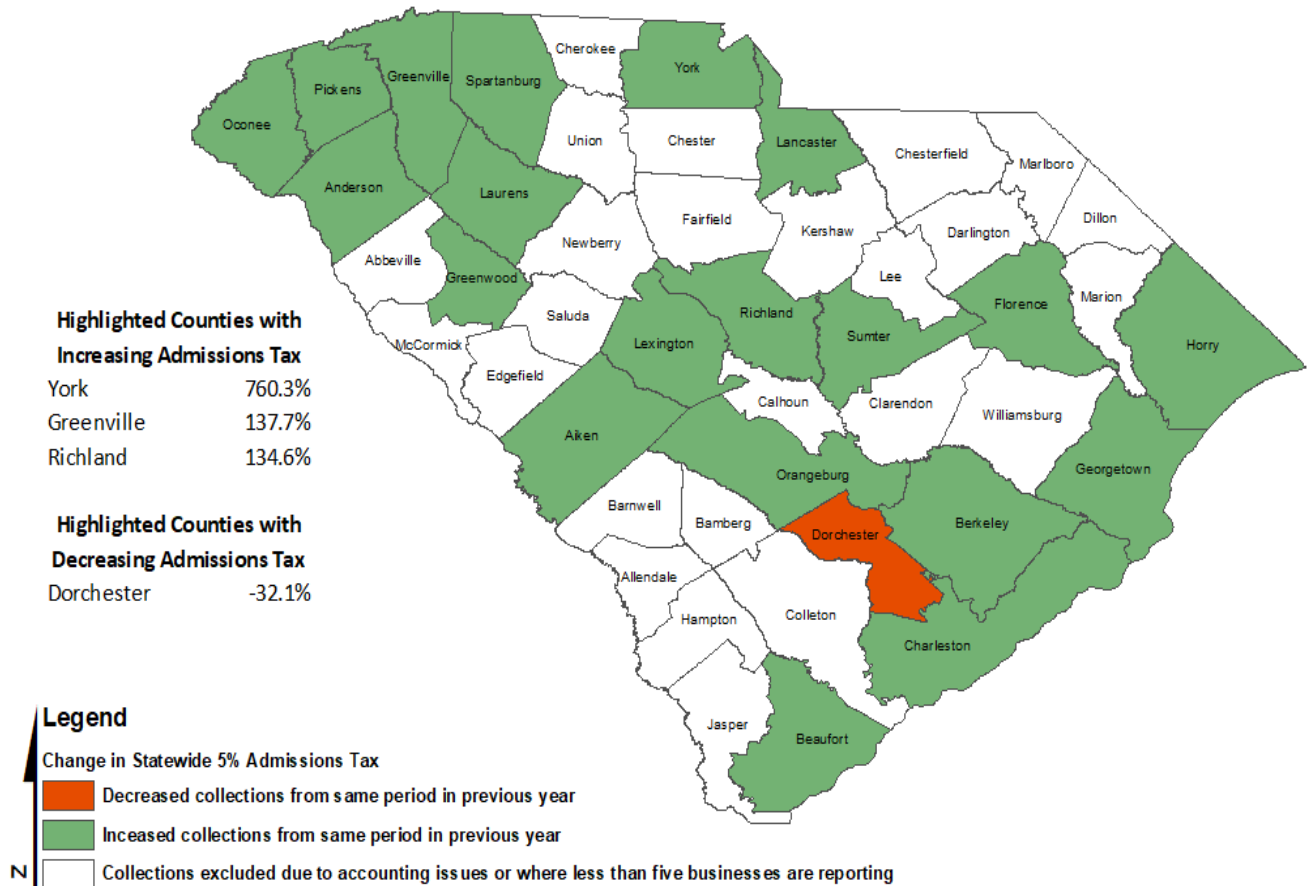 Cherokee
York
Greenville
Spartanburg
Pickens
Oconee
Union
Chester
Lancaster
Chesterfield
Marlboro
Anderson
Laurens
Fairfield
Kershaw
Darlington
Dillon
Newberry
Abbeville
Greenwood
Lee
Marion
Saluda
Richland
Florence
Sumter
Lexington
Horry
McCormick
Edgefield
Calhoun
Clarendon
Williamsburg
Aiken
Orangeburg
Georgetown
Barnwell
Bamberg
Dorchester
Berkeley
Allendale
Hampton
Colleton
Charleston
Jasper
Beaufort
Highlighted Counties with
Increasing Admissions Tax
York 760.3%
Greenville 137.7%
Richland 134.6%
Highlighted Counties with
Decreasing Admissions Tax
Dorchester -32.1%
Legend
Change in Statewide 5% Admissions Tax
Decreased collections from same period in previous year
Inceased collections from same period in previous year
Collections excluded due to accounting issues or where less than five businesses are reporting
N